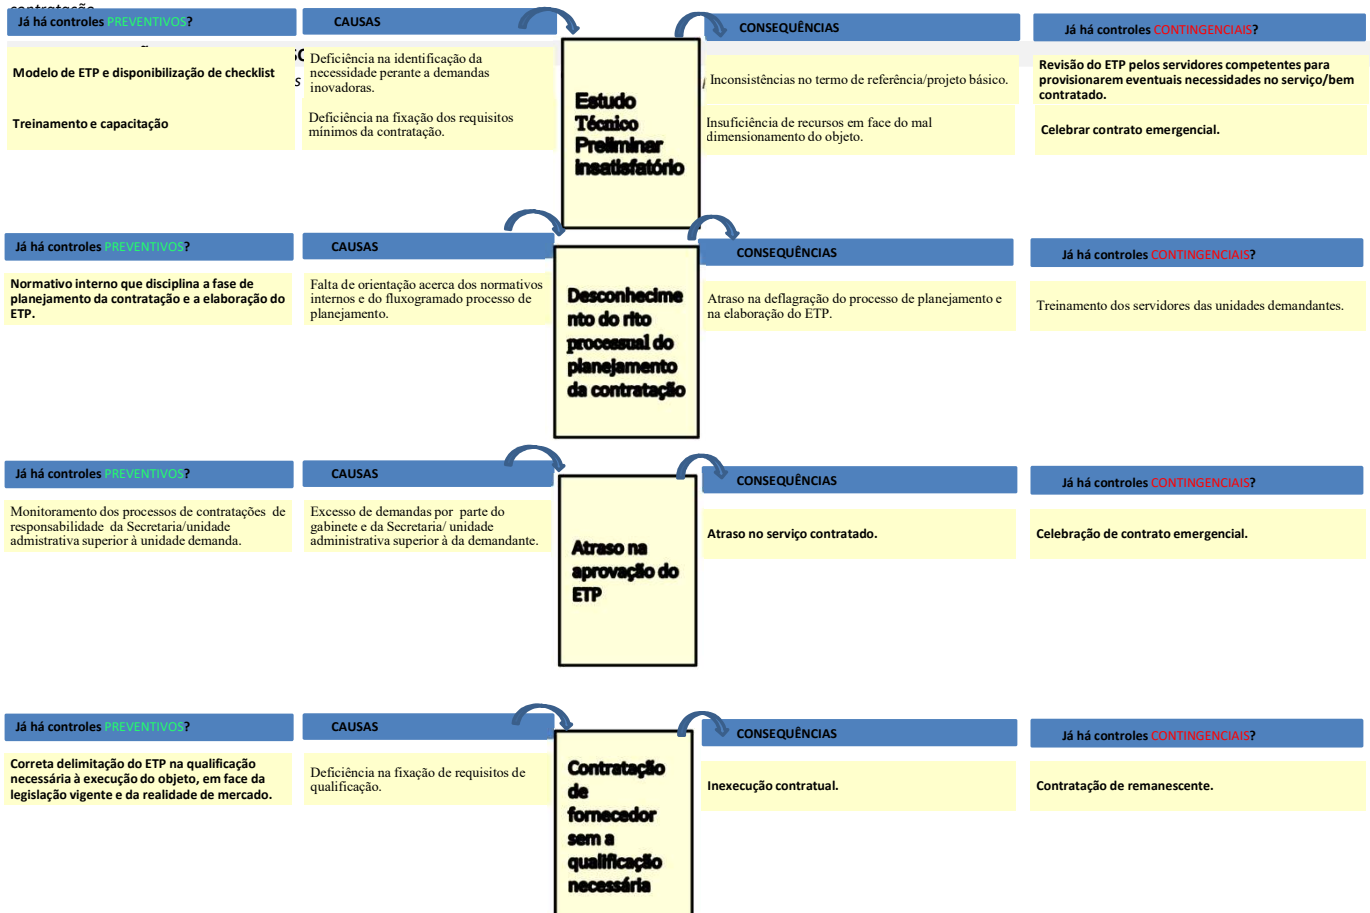 contratação
Já há controles PREVENTIVOS?
CAUSAS
CONSEQUÊNCIAS
Já há controles CONTINGENCIAIS?
Modelo de ETP e disponibilização de checklist
Treinamento e capacitação
Deficiência na identificação da
necessidade perante a demandas
inovadoras.
Deficiência na fixação dos requisitos
mínimos da contratação.
Estudo
Técnico
Preliminar
insatisfatório
Inconsistências no termo de referência/projeto básico.
Insuficiência de recursos em face do mal
dimensionamento do objeto.
Revisão do ETP pelos servidores competentes para
provisionarem eventuais necessidades no serviço/bem
contratado.
Celebrar contrato emergencial.
Já há controles PREVENTIVOS?
CAUSAS
CONSEQUÊNCIAS
Já há controles CONTINGENCIAIS?
Normativo interno que disciplina a fase de
planejamento da contratação e a elaboração do
ETP.
Falta de orientação acerca dos normativos
internos e do fluxogramado processo de
planejamento.
Desconhecime
nto do rito
processual do
planejamento
da contratação
Atraso na deflagração do processo de planejamento e
na elaboração do ETP.
Treinamento dos servidores das unidades demandantes.
Já há controles PREVENTIVOS?
CAUSAS
CONSEQUÊNCIAS
Já há controles CONTINGENCIAIS?
Monitoramento dos processos de contratações de
responsabilidade da Secretaria/unidade
admistrativa superior à unidade demanda.
Excesso de demandas por parte do
gabinete e da Secretaria/ unidade
administrativa superior à da demandante.
Atraso na
aprovação do
ETP
Atraso no serviço contratado.
Celebração de contrato emergencial.
Já há controles PREVENTIVOS?
CAUSAS
CONSEQUÊNCIAS
Já há controles CONTINGENCIAIS?
Correta delimitação do ETP na qualificação
necessária à execução do objeto, em face da
legislação vigente e da realidade de mercado.
Deficiência na fixação de requisitos de
qualificação.
Contratação
de
fornecedor
sem a
qualificação
necessária
Inexecução contratual.
Contratação de remanescente.